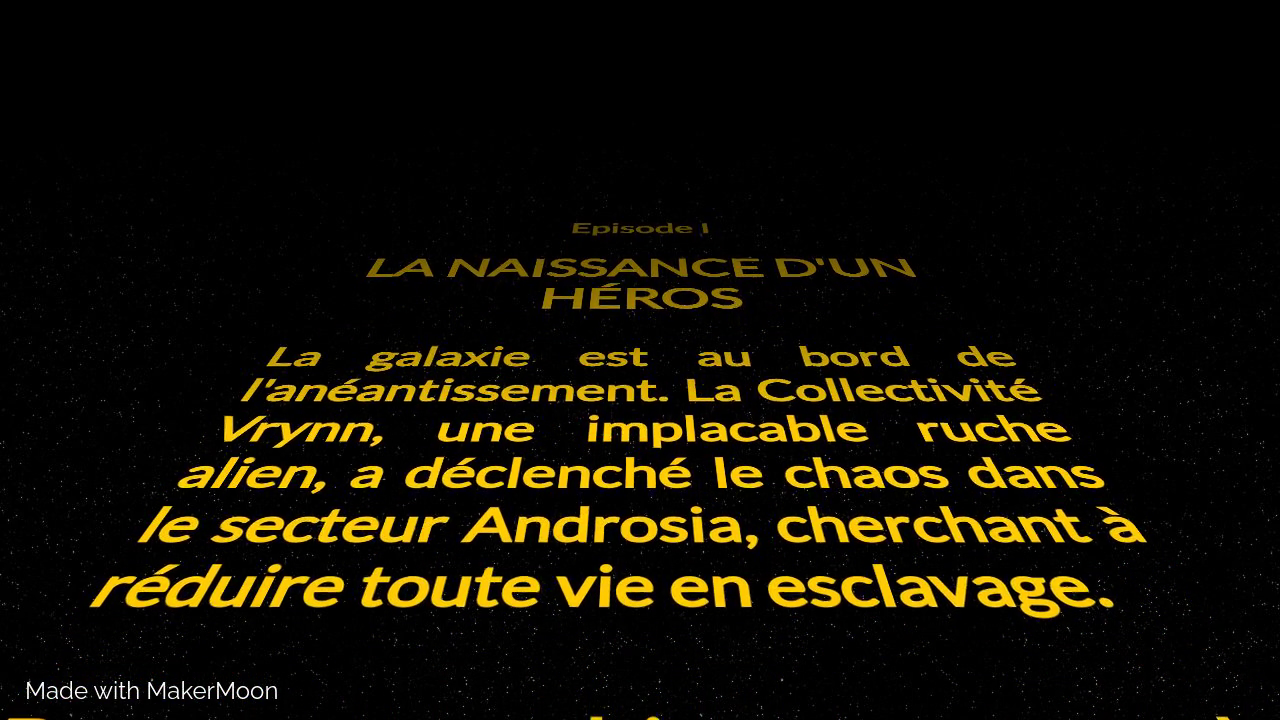 Episode I
LA NAISSANCE D'UN
HÉROS
La galaxie est au bord de
l'anéantissement. La Collectivité
Vrynn, une implacable ruche
alien, a déclenché le chaos dans
le secteur Androsia, cherchant à
réduire toute vie en esclavage.
Made with MakerMoon